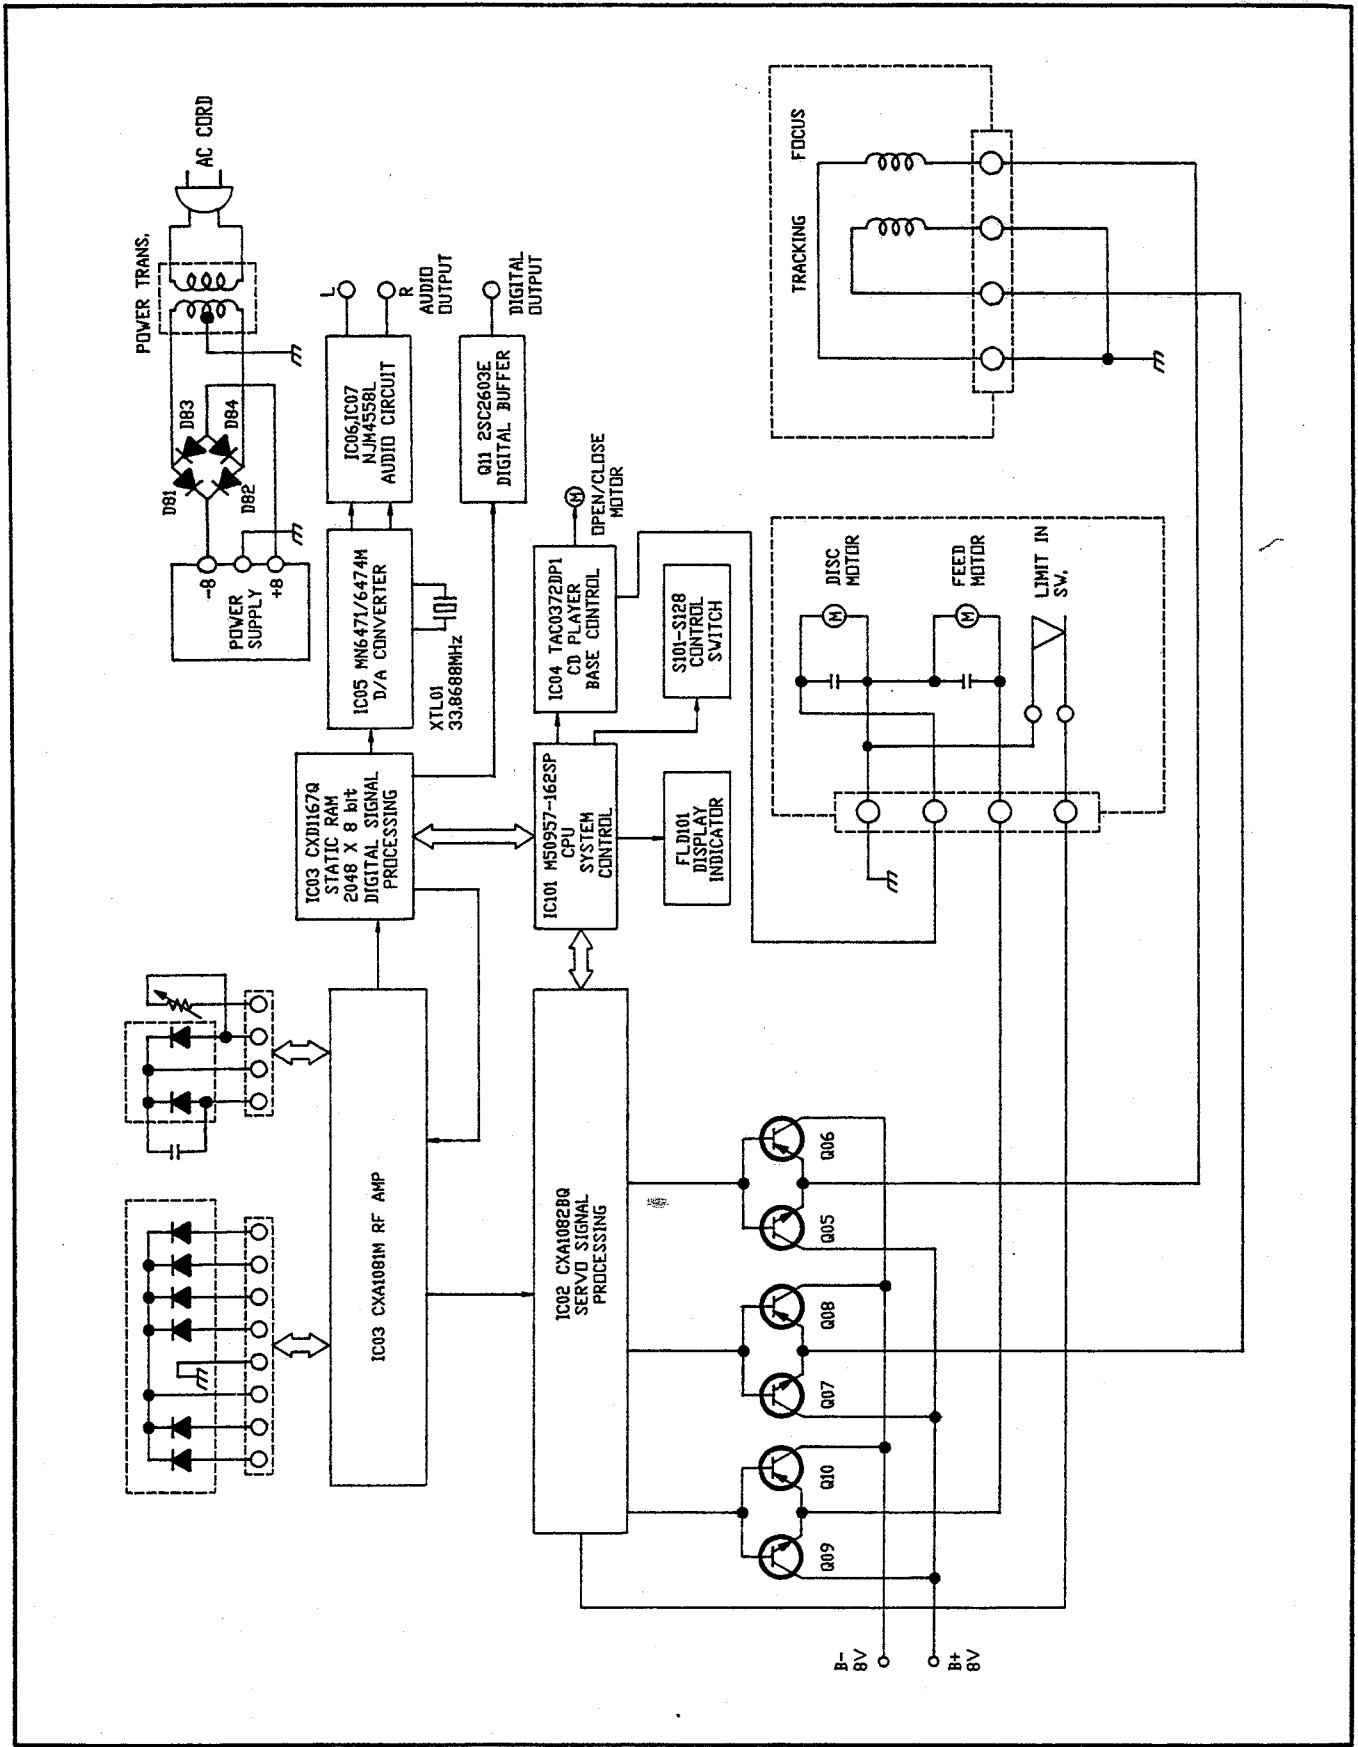 AC CORD
POWER TRANS.
D83
D84
D81
D82
-8
+8
POWER
SUPPLY
L
R
AUDIO
OUTPUT
IC06,IC07
NJM4558L
AUDIO CIRCUIT
DIGITAL
OUTPUT
Q11 2SC2603E
DIGITAL BUFFER
IC05 MN6471/6474M
D/A CONVERTER
XTL01
33.8688MHz
IC03 CXD1167Q
STATIC RAM
2048 X 8 bit
DIGITAL SIGNAL
PROCESSING
M
OPEN/CLOSE
MOTOR
IC04 TAC0372DP1
CD PLAYER
BASE CONTROL
S101-S128
CONTROL
SWITCH
IC101 M50957-162SP
CPU
SYSTEM
CONTROL
FLD101
DISPLAY
INDICATOR
IC03 CXA1081M RF AMP
IC02 CXA1082BQ
SERVO SIGNAL
PROCESSING
FOCUS
TRACKING
M
DISC
MOTOR
M
FEED
MOTOR
LIMIT IN
SW.
Q06
Q05
Q08
Q07
Q10
Q09
B-
8V
B+
8V